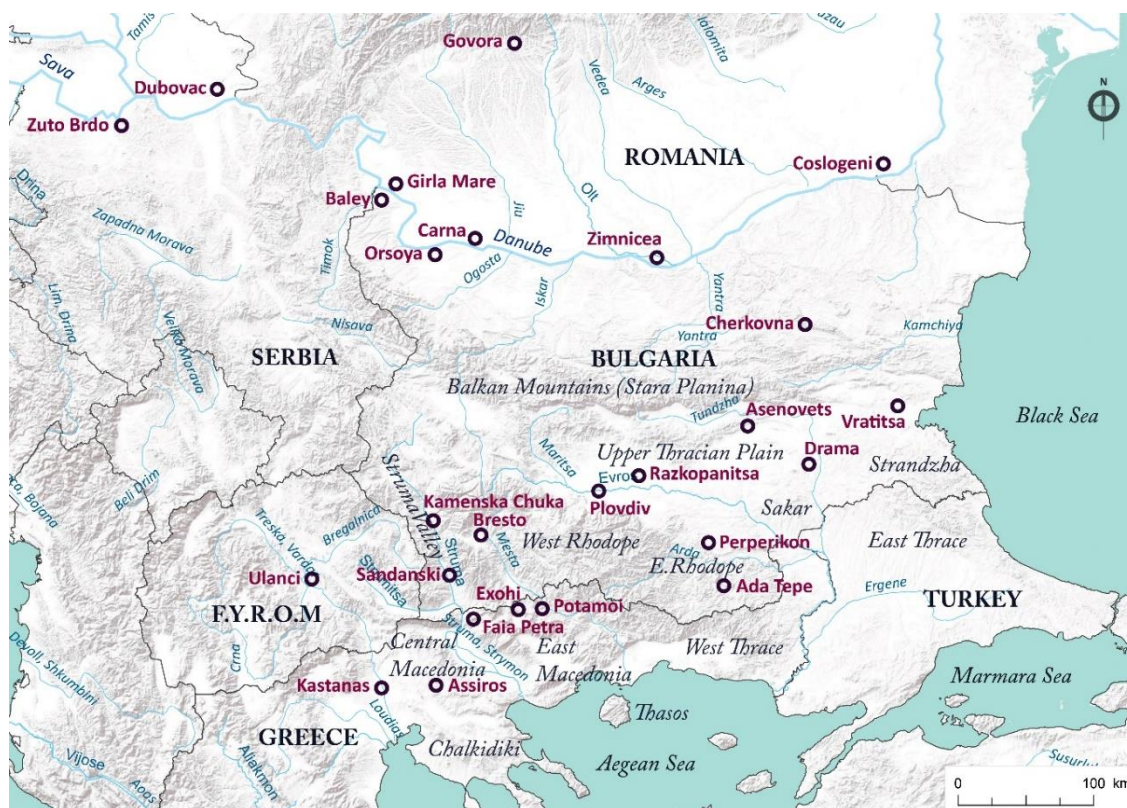 Govora
Tamis
Vedea
Ialomita
Buzau
Arges
Sava
Dubovac
Zuto Brdo
N
ROMANIA
Coslogeni
Drina
Girla Mare
Baley
Olt
Jiu
Zapadna Morava
Carna
Danube
Zimnicea
Orsoya
Timok
Ogosta
Iskar
Yantra
Lim, Drina
Nisava
Cherkovna
Yantra
Kamchiya
Velika Morava
SERBIA
BULGARIA
Balkan Mountains (Stara Planina)
Tundzha
Asenovets
Vratitsa
Black Sea
Maritsa
Upper Thracian Plain
Drama
Strandzha
Evros
Razkopanitsa
Beli Drim
Bojana
Plovdiv
Sakar
Struma Valley
Kamenska Chuka
Bresto
Treska, Vardar
Bregalnica
Mesta
West Rhodope
Perperikon
East Thrace
Arda
Struma
E.Rhodope
Sandanski
Ulanci
Strumitsa
Ada Tepe
Ergene
Exohi
Potamoi
TURKEY
F.Y.R.O.M
Faia Petra
Struma, Strymon
Central
Macedonia
East
Macedonia
West Thrace
Crna
Devoll, Shkumbini
Kastanas
Assiros
Marmara Sea
Loudias
Thasos
GREECE
Chalkidiki
Aegean Sea
Aliakmon
Vijose
Aoos
Susurluk
0
100 km